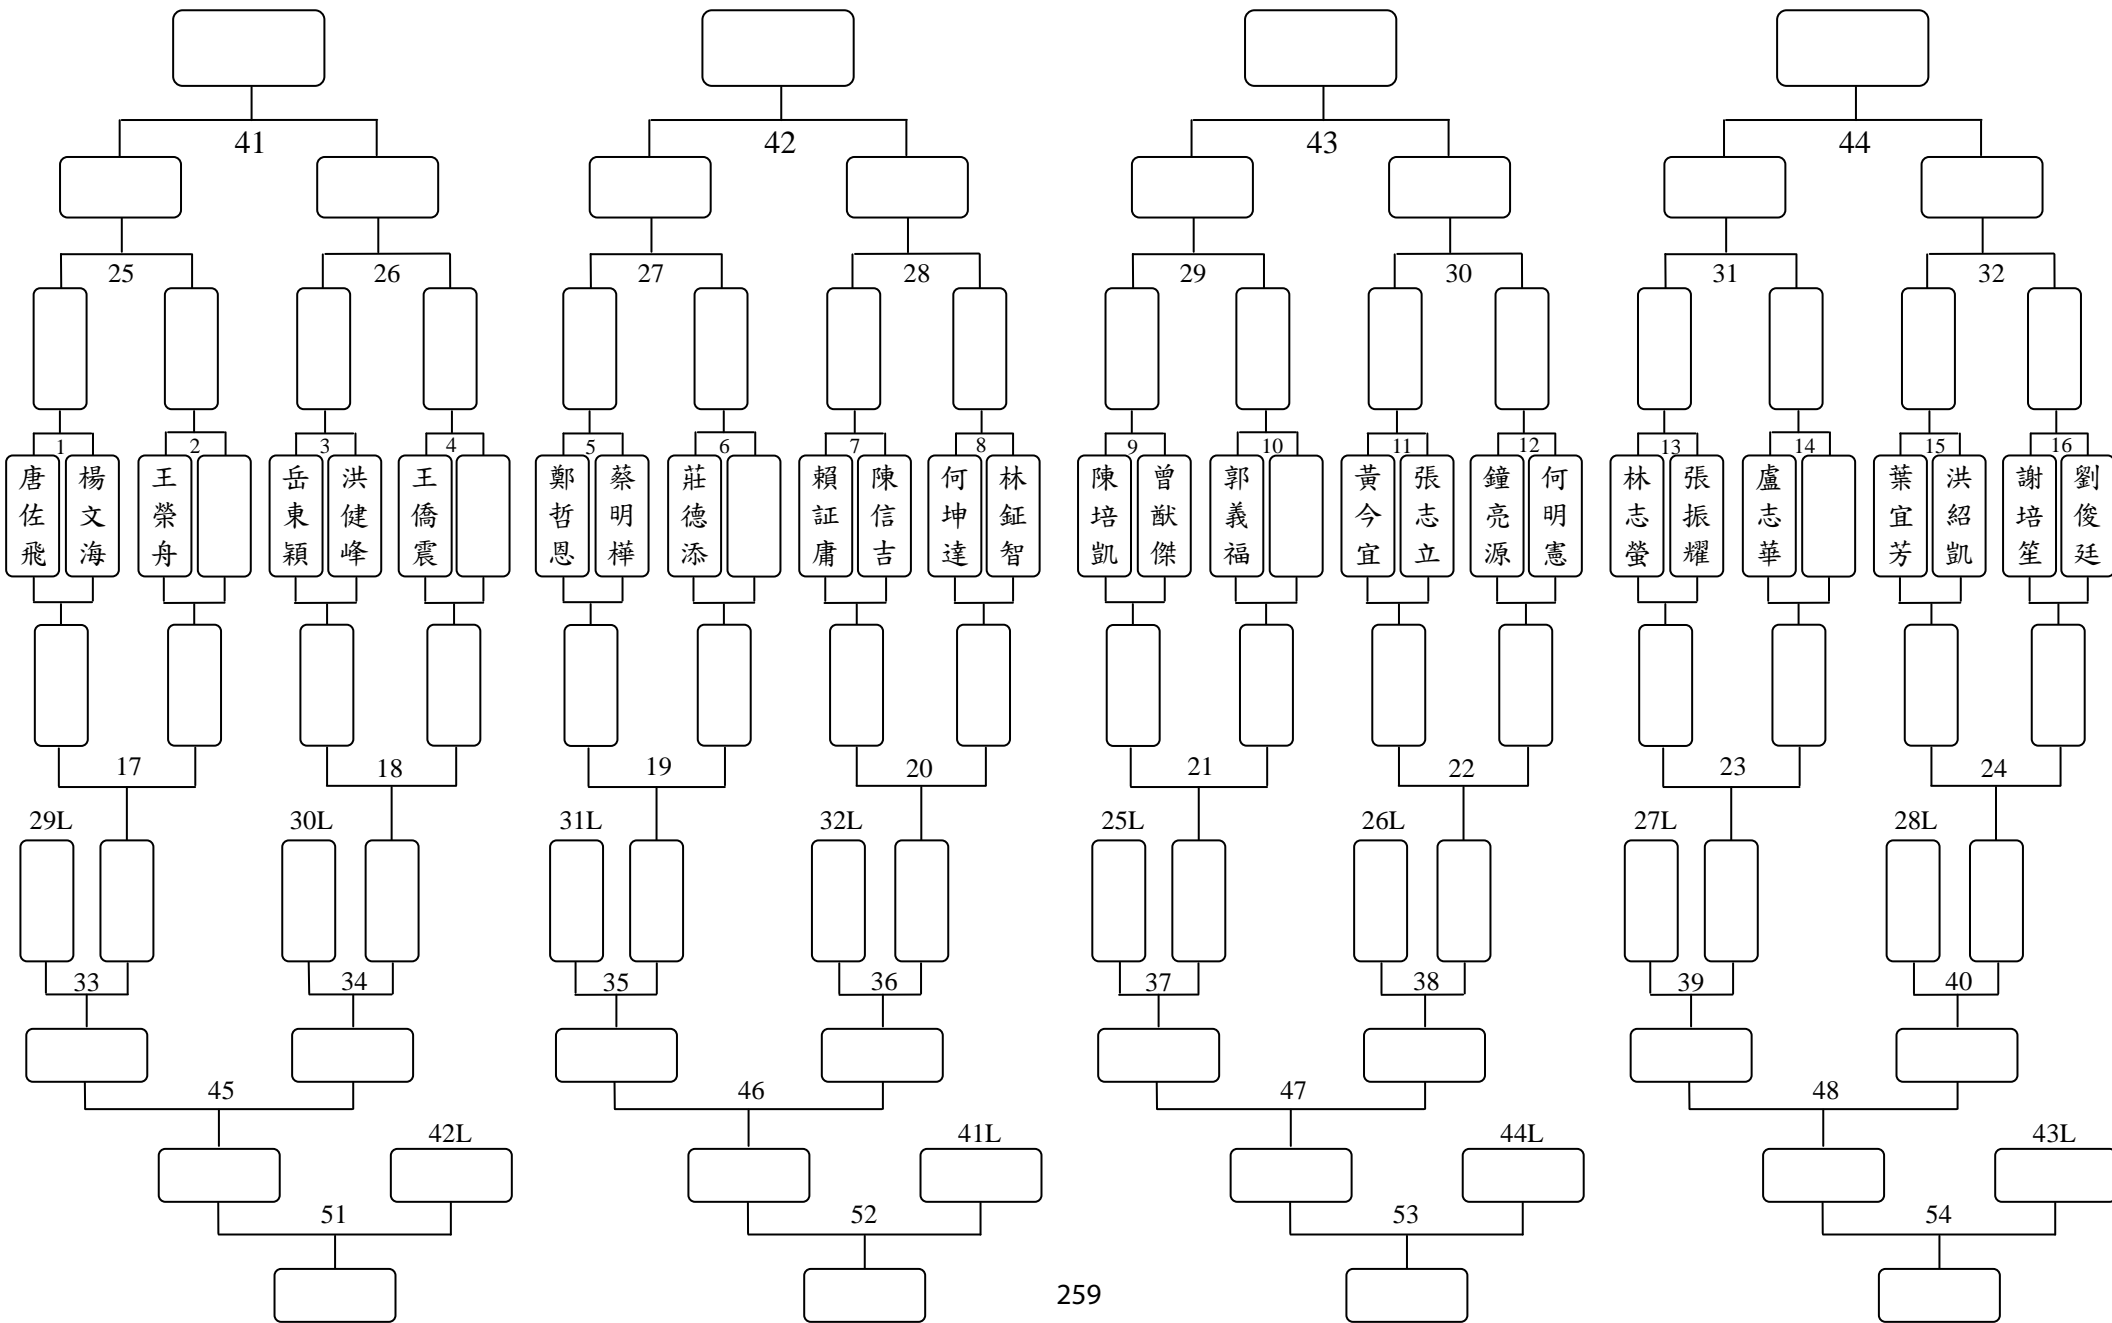 41 42 43 44
25 26 27 28 29 30 31 32
1 2 3 4 5 6 7 8 9 10 11 12 13 14 15 16
唐佐飛
楊文海
王榮舟
岳東穎
洪健峰
王僑震
鄭哲恩
蔡明樺
莊德添
賴証庸
陳信吉
何坤達
林鉦智
陳培凱
曾猷傑
郭義福
黃今宜
張志立
鐘亮源
何明憲
林志螢
張振耀
盧志華
葉宜芳
洪紹凱
謝培笙
劉俊廷
17 18 19 20 21 22 23 24
29L 30L 31L 32L 25L 26L 27L 28L
33 34 35 36 37 38 39 40
45 46 47 48
42L 41L 44L 43L
51 52 53 54
259